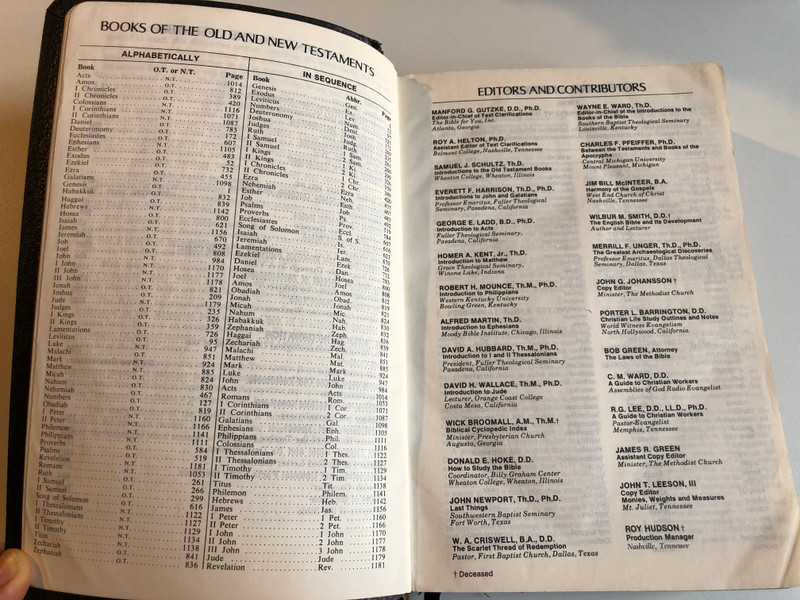 BOOKS OF THE OLD AND NEW TESTAMENTS
ALPHABETICALLY
Book O.T. or N.T. Page
Acts N.T. 1014
Amos O.T. 812
I Chronicles O.T. 389
II Chronicles O.T. 420
Colossians N.T. 1116
I Corinthians N.T. 1071
II Corinthians N.T. 1087
Daniel O.T. 783
Deuteronomy O.T. 172
Ecclesiastes O.T. 607
Ephesians N.T. 1105
Esther O.T. 483
Exodus O.T. 52
Ezekiel O.T. 732
Ezra O.T. 455
Galatians N.T. 1098
Genesis O.T. 1
Habakkuk O.T. 832
Haggai O.T. 839
Hebrews N.T. 1142
Hosea O.T. 800
Isaiah O.T. 621
James N.T. 1156
Jeremiah O.T. 670
Job O.T. 492
Joel O.T. 808
John N.T. 984
I John N.T. 1170
II John N.T. 1177
III John N.T. 1178
Jonah O.T. 821
Joshua O.T. 209
Jude N.T. 1179
Judges O.T. 235
I Kings O.T. 326
II Kings O.T. 359
Lamentations O.T. 726
Leviticus O.T. 95
Luke N.T. 947
Malachi O.T. 851
Mark N.T. 924
Matthew N.T. 885
Micah O.T. 824
Nahum O.T. 830
Nehemiah O.T. 467
Numbers O.T. 127
Obadiah O.T. 819
I Peter N.T. 1160
II Peter N.T. 1166
Philemon N.T. 1141
Philippians N.T. 1111
Proverbs O.T. 584
Psalms O.T.
Revelation N.T. 1181
Romans N.T. 1053
Ruth O.T. 261
I Samuel O.T. 266
II Samuel O.T. 299
Song of Solomon O.T. 616
I Thessalonians N.T. 1122
II Thessalonians N.T. 1127
I Timothy N.T. 1129
II Timothy N.T. 1134
Titus N.T. 1138
Zechariah O.T. 841
Zephaniah O.T. 836
IN SEQUENCE
Book Abbr. Page
Genesis Gen.
Exodus Ex.
Leviticus Lev.
Numbers Num.
Deuteronomy Deut.
Joshua Josh.
Judges Jud.
Ruth Ruth
I Samuel 1 Sam.
II Samuel 2 Sam.
I Kings 1 Ki.
II Kings 2 Ki.
I Chronicles 1 Chr.
II Chronicles 2 Chr.
Ezra Ezra
Nehemiah Neh.
Esther Esth.
Job Job
Psalms Ps.
Proverbs Prov.
Ecclesiastes Eccl.
Song of Solomon S. of S.
Isaiah Is.
Jeremiah Jer.
Lamentations Lam.
Ezekiel Ezek.
Daniel Dan.
Hosea Hos.
Joel Joel
Amos Amos
Obadiah Obad.
Jonah Jonah
Micah Mic.
Nahum Nah.
Habakkuk Hab.
Zephaniah Zeph.
Haggai Hag.
Zechariah Zech.
Malachi Mal.
Matthew Mat.
Mark Mark 924
Luke Luke 947
John John 984
Acts Acts 1014
Romans Rom. 1053
I Corinthians 1 Cor. 1071
II Corinthians 2 Cor. 1087
Galatians Gal. 1098
Ephesians Eph. 1105
Philippians Phil. 1111
Colossians Col. 1116
I Thessalonians 1 Thes. 1122
II Thessalonians 2 Thes. 1127
I Timothy 1 Tim. 1129
II Timothy 2 Tim. 1134
Titus Tit. 1138
Philemon Philem. 1141
Hebrews Heb. 1142
James Jas. 1156
I Peter 1 Pet. 1160
II Peter 2 Pet. 1166
I John 1 John 1170
II John 2 John 1177
III John 3 John 1178
Jude Jude 1179
Revelation Rev. 1181
EDITORS AND CONTRIBUTORS
MANFORD G. GUTZKE, D.D., Ph.D.
Editor-in-Chief of Text Clarifications
The Bible for You, Inc.
Atlanta, Georgia
ROY A. HELTON, Ph.D.
Assistant Editor of Text Clarifications
Belmont College, Nashville, Tennessee
SAMUEL J. SCHULTZ, Th.D.
Introductions to the Old Testament Books
Wheaton College, Wheaton, Illinois
EVERETT F. HARRISON, Th.D., Ph.D.
Introductions to John and Galatians
Professor Emeritus, Fuller Theological
Seminary, Pasadena, California
GEORGE E. LADD, B.D., Ph.D.
Introduction to Acts
Fuller Theological Seminary,
Pasadena, California
HOMER A. KENT, Jr., Th.D.
Introduction to Matthew
Grace Theological Seminary,
Winona Lake, Indiana
ROBERT H. MOUNCE, Th.M., Ph.D.
Introduction to Philippians
Western Kentucky University
Bowling Green, Kentucky
ALFRED MARTIN, Th.D.
Introduction to Ephesians
Moody Bible Institute, Chicago, Illinois
DAVID A. HUBBARD, Th.M., Ph.D.
Introduction to I and II Thessalonians
President, Fuller Theological Seminary
Pasadena, California
DAVID H. WALLACE, Th.M., Ph.D.
Introduction to Jude
Lecturer, Orange Coast College
Costa Mesa, California
WICK BROOMALL, A.M., Th.M.†
Biblical Cyclopedic Index
Minister, Presbyterian Church
Augusta, Georgia
DONALD E. HOKE, D.D.
How to Study the Bible
Coordinator, Billy Graham Center
Wheaton College, Wheaton, Illinois
JOHN NEWPORT, Th.D., Ph.D.
Last Things
Southwestern Baptist Seminary
Fort Worth, Texas
W. A. CRISWELL, B.A., D.D.
The Scarlet Thread of Redemption
Pastor, First Baptist Church, Dallas, Texas
† Deceased
WAYNE E. WARD, Th.D.
Editor-in-Chief of the Introductions to the
Books of the Bible
Southern Baptist Theological Seminary
Louisville, Kentucky
CHARLES F. PFEIFFER, Ph.D.
Between the Testaments and Books of the
Apocrypha
Central Michigan University
Mount Pleasant, Michigan
JIM BILL McINTEER, B.A.
Harmony of the Gospels
West End Church of Christ
Nashville, Tennessee
WILBUR M. SMITH, D.D.†
The English Bible and Its Development
Author and Lecturer
MERRILL F. UNGER, Th.D., Ph.D.
The Greatest Archaeological Discoveries
Professor Emeritus, Dallas Theological
Seminary, Dallas, Texas
JOHN G. JOHANSSON†
Copy Editor
Minister, The Methodist Church
PORTER L. BARRINGTON, D.D.
Christian Life Study Outlines and Notes
World Witness Evangelism
North Hollywood, California
BOB GREEN, Attorney
The Laws of the Bible
C. M. WARD, D.D.
A Guide to Christian Workers
Assemblies of God Radio Evangelist
R.G. LEE, D.D., LL.D., Ph.D.
A Guide to Christian Workers
Pastor-Evangelist
Memphis, Tennessee
JAMES R. GREEN
Assistant Copy Editor
Minister, The Methodist Church
JOHN T. LEESON, III
Copy Editor
Monies, Weights and Measures
Mt. Juliet, Tennessee
ROY HUDSON†
Production Manager
Nashville, Tennessee